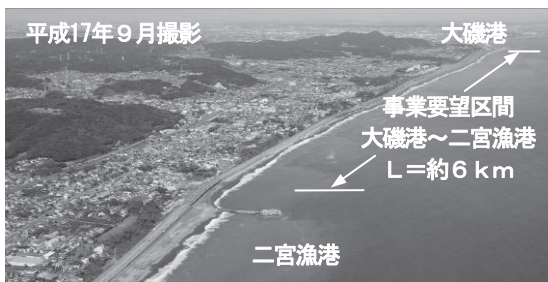 平成17年９月撮影
大磯港
事業要望区間
大磯港～二宮漁港
Ｌ＝約６ｋｍ
二宮漁港